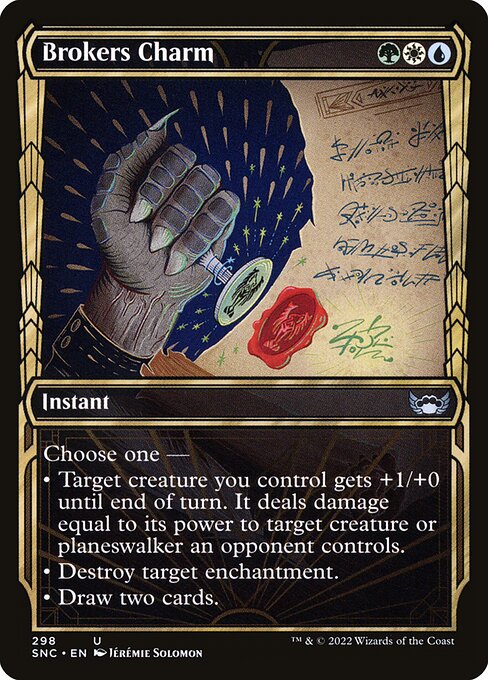 Brokers Charm
Instant
Choose one —
• Target creature you control gets +1/+0
until end of turn. It deals damage
equal to its power to target creature or
planeswalker an opponent controls.
• Destroy target enchantment.
• Draw two cards.
298 U
SNC • EN Jérémie Solomon
™ & © 2022 Wizards of the Coast